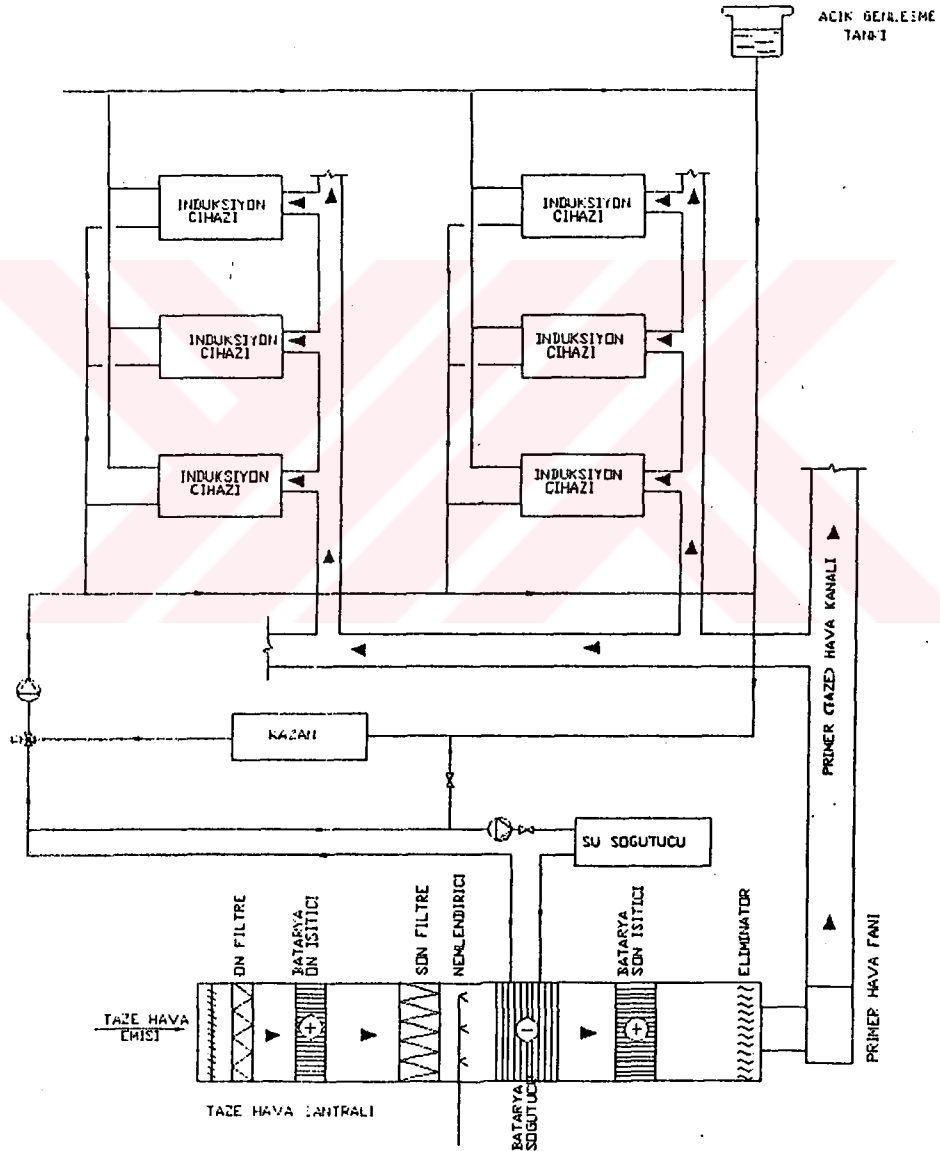 ACIK GENLESME
TANKI
INDUKSIYON
CIHAZI
INDUKSIYON
CIHAZI
INDUKSIYON
CIHAZI
INDUKSIYON
CIHAZI
INDUKSIYON
CIHAZI
INDUKSIYON
CIHAZI
PRIMER (TAZE) HAVA KANALI
KAZAN
SU SOGUTUCU
ON FILTRE
BATARYA
ON ISITICI
SON FILTRE
NEMLENDIRICI
BATARYA
SON ISITICI
ELIMINATOR
PRIMER HAVA FANI
TAZE HAVA
EMISI
+
-
+
TAZE HAVA SANTRALI
BATARYA
SOGUTUCU